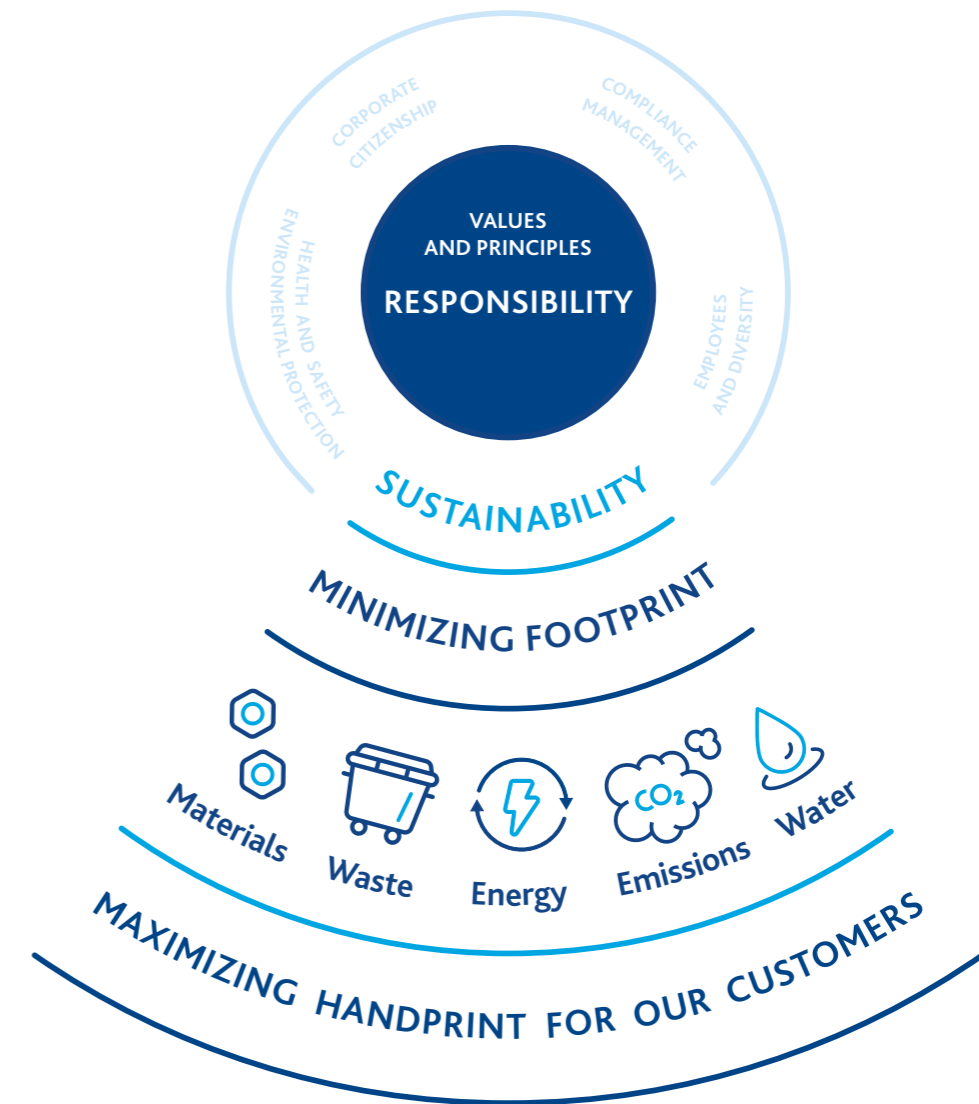 CORPORATE
CITIZENSHIP
COMPLIANCE
MANAGEMENT
VALUES
AND PRINCIPLES
RESPONSIBILITY
HEALTH AND SAFETY
ENVIRONMENTAL PROTECTION
EMPLOYEES
AND DIVERSITY
SUSTAINABILITY
MINIMIZING FOOTPRINT
CO₂
Materials
Waste
Energy
Emissions
Water
MAXIMIZING HANDPRINT FOR OUR CUSTOMERS